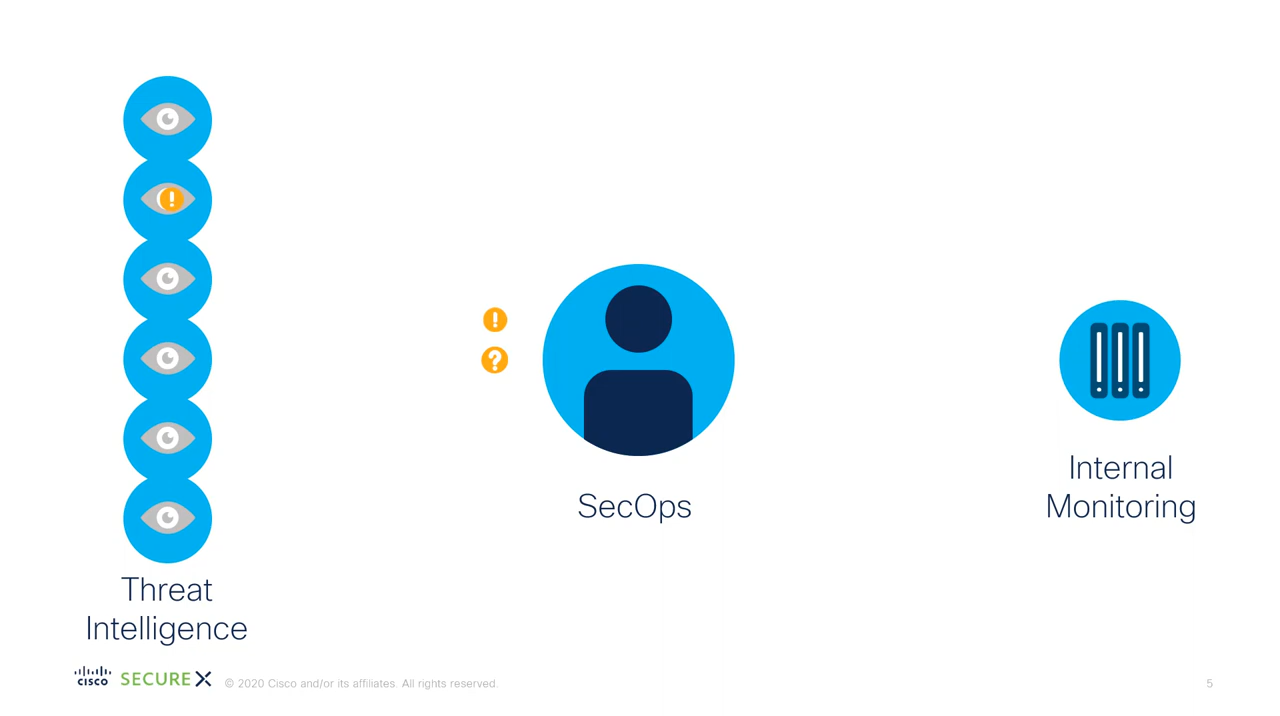 !
!
?
SecOps
Internal
Monitoring
Threat
Intelligence
CISCO SECURE X © 2020 Cisco and/or its affiliates. All rights reserved. 5